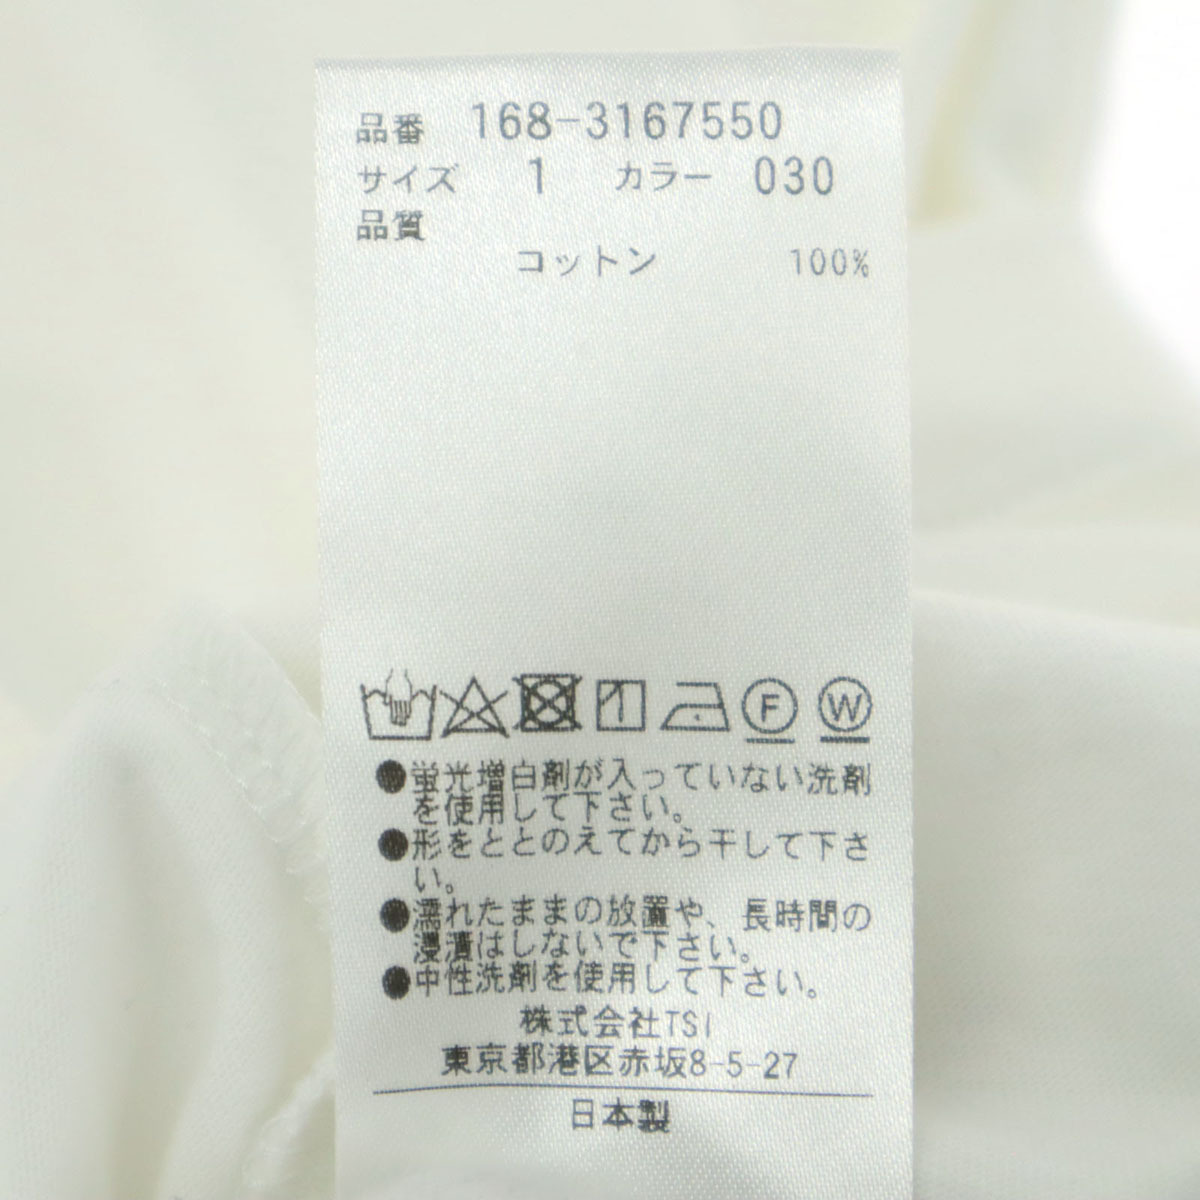 品番 168-3167550
サイズ 1 カラー 030
品質
コットン 100%
F W
●蛍光増白剤が入っていない洗剤
を使用して下さい。
●形をととのえてから干して下さ
い。
●濡れたままの放置や、長時間の
浸漬はしないで下さい。
●中性洗剤を使用して下さい。
株式会社TSI
東京都港区赤坂8-5-27
日本製